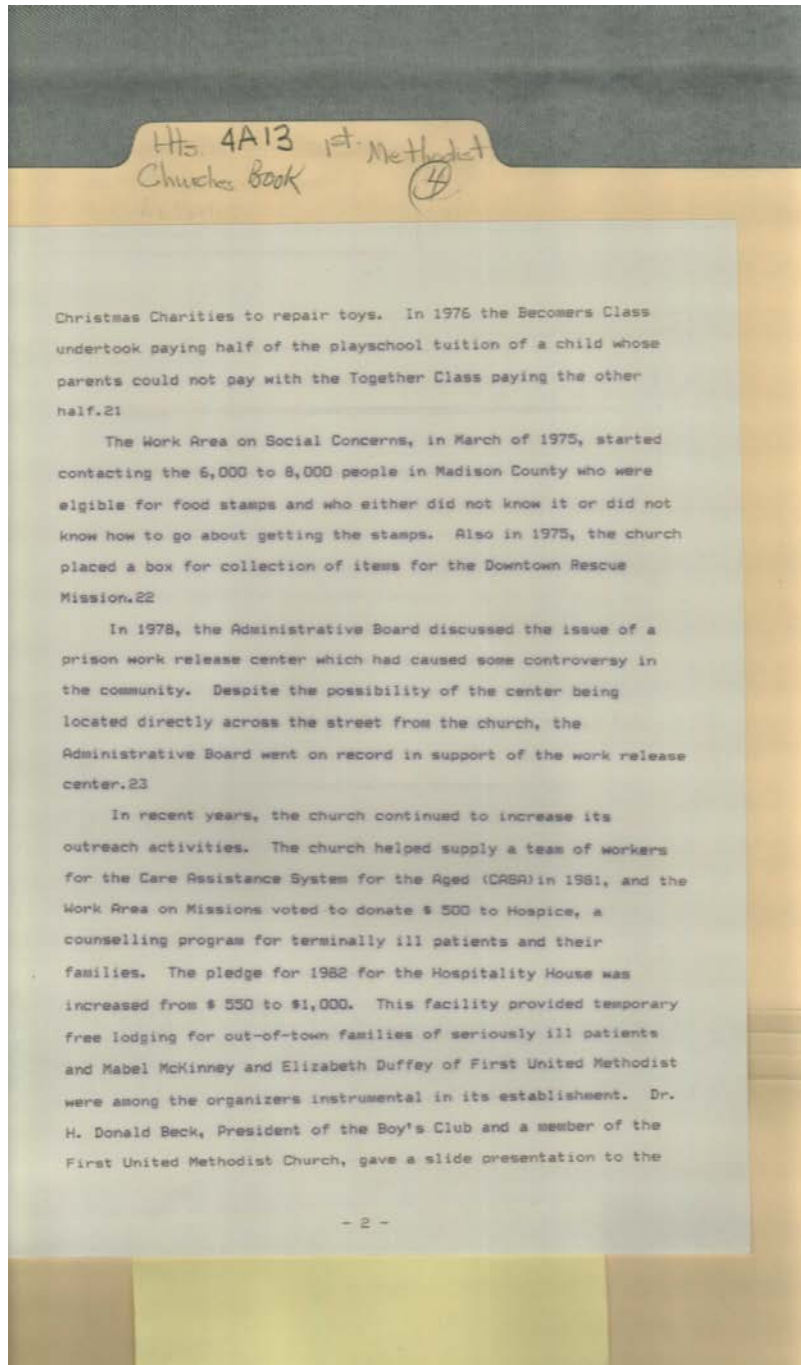 Hts. 4A13 1st. Methodist
Churches Book 4
Christmas Charities to repair toys. In 1976 the Becomers Class
undertook paying half of the playschool tuition of a child whose
parents could not pay with the Together Class paying the other
half.21
The Work Area on Social Concerns, in March of 1975, started
contacting the 6,000 to 8,000 people in Madison County who were
elgible for food stamps and who either did not know it or did not
know how to go about getting the stamps. Also in 1975, the church
placed a box for collection of items for the Downtown Rescue
Mission.22
In 1978, the Administrative Board discussed the issue of a
prison work release center which had caused some controversy in
the community. Despite the possibility of the center being
located directly across the street from the church, the
Administrative Board went on record in support of the work release
center.23
In recent years, the church continued to increase its
outreach activities. The church helped supply a team of workers
for the Care Assistance System for the Aged (CASA)in 1981, and the
Work Area on Missions voted to donate $ 500 to Hospice, a
counselling program for terminally ill patients and their
families. The pledge for 1982 for the Hospitality House was
increased from $ 550 to $1,000. This facility provided temporary
free lodging for out-of-town families of seriously ill patients
and Mabel McKinney and Elizabeth Duffey of First United Methodist
were among the organizers instrumental in its establishment. Dr.
H. Donald Beck, President of the Boy's Club and a member of the
First United Methodist Church, gave a slide presentation to the
- 2 -